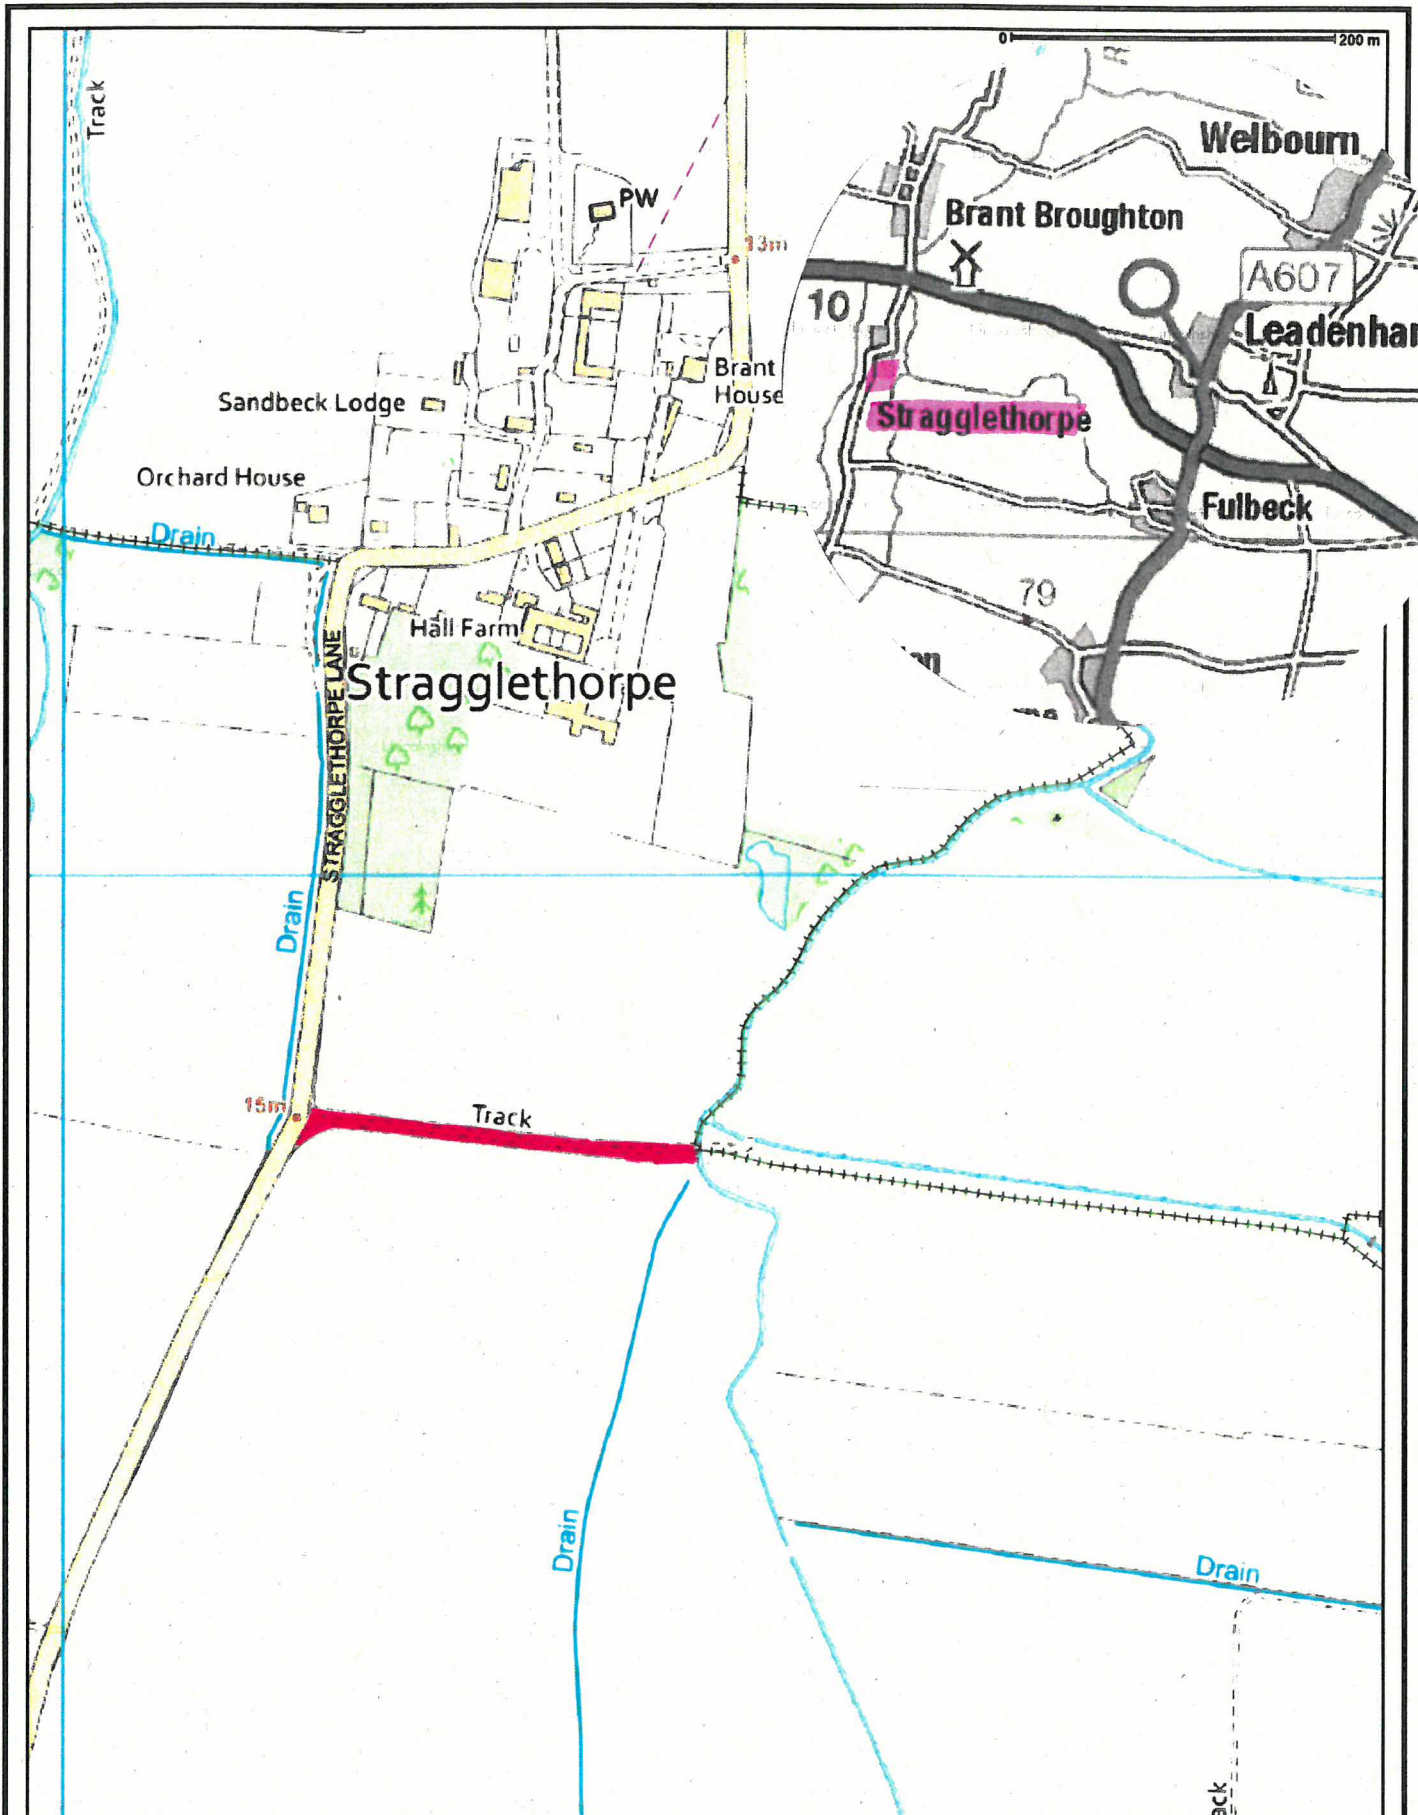 0
200 m
Track
Welbourn
PW
Brant Broughton
13m
A607
10
Leadenha
Brant
House
Sandbeck Lodge
Stragglethorpe
Orchard House
Fulbeck
Drain
79
Hall Farm
STRAGGLETHORPE LANE
Stragglethorpe
Drain
15m
Track
Drain
Drain
ack